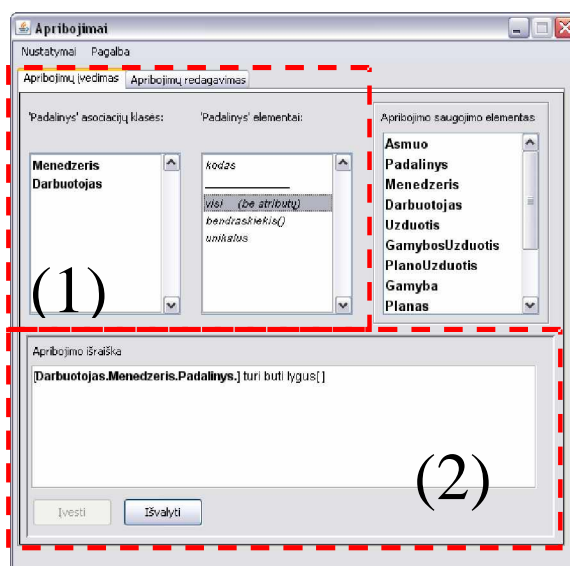 Apribojimai
Nustatymai Pagalba
Apribojimų įvedimas Apribojimų redagavimas
'Padalinys' asociacijų klasės:
Menedzeris
Darbuotojas
(1)
'Padalinys' elementai:
kodas
visi (be atributų)
bendraskiekis()
unikalus
Apribojimo saugojimo elementas
Asmuo
Padalinys
Menedzeris
Darbuotojas
Uzduotis
GamybosUzduotis
PlanoUzduotis
Gamyba
Planas
Apribojimo išraiška
[Darbuotojas.Menedzeris.Padalinys.] turi buti lygus[ ]
(2)
Įvesti Išvalyti